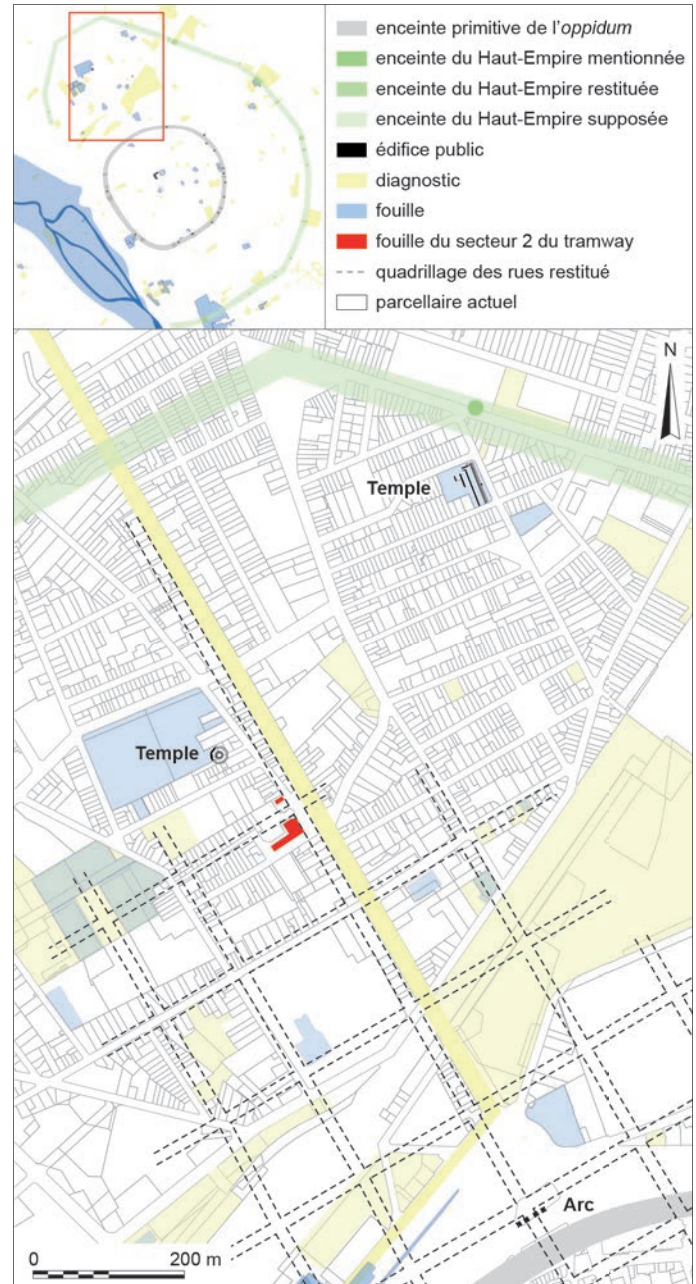 enceinte primitive de l'oppidum
enceinte du Haut-Empire mentionnée
enceinte du Haut-Empire restituée
enceinte du Haut-Empire supposée
édifice public
diagnostic
fouille
fouille du secteur 2 du tramway
quadrillage des rues restitué
parcellaire actuel
N
Temple
Temple
Arc
0 200 m